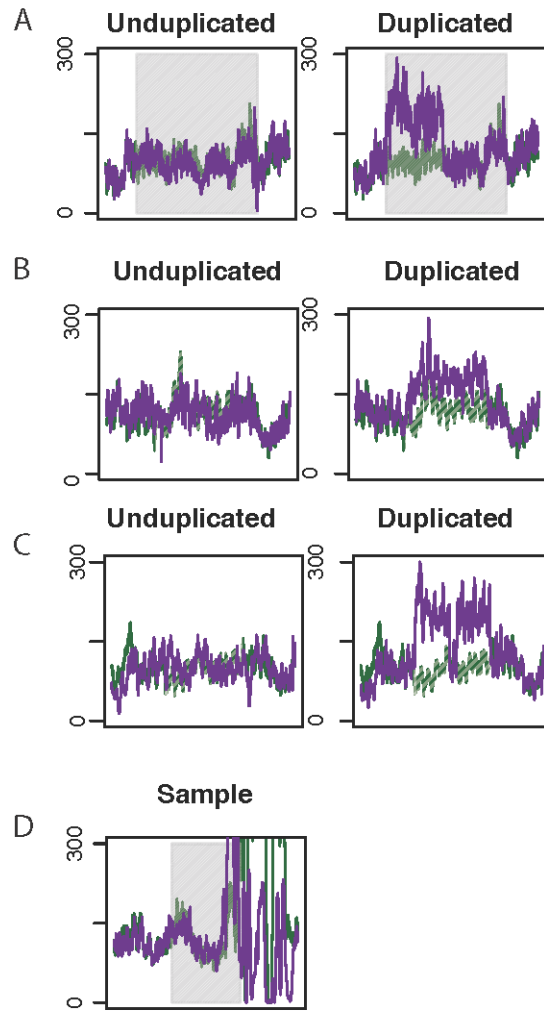 A Unduplicated Duplicated
300 300
0 0
B Unduplicated Duplicated
300 300
0 0
C Unduplicated Duplicated
300 300
0 0
D Sample
300
0